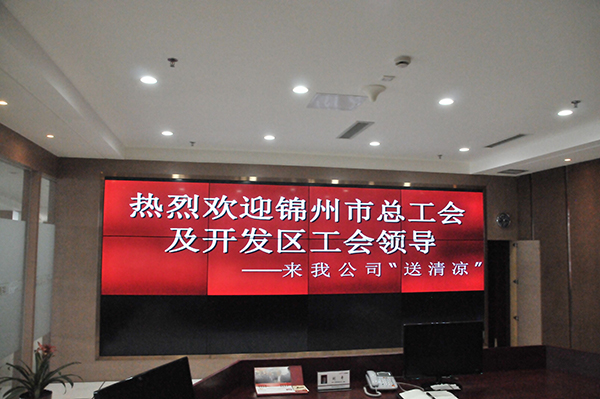 热烈欢迎锦州市总工会
及开发区工会领导
——来我公司“送清凉”